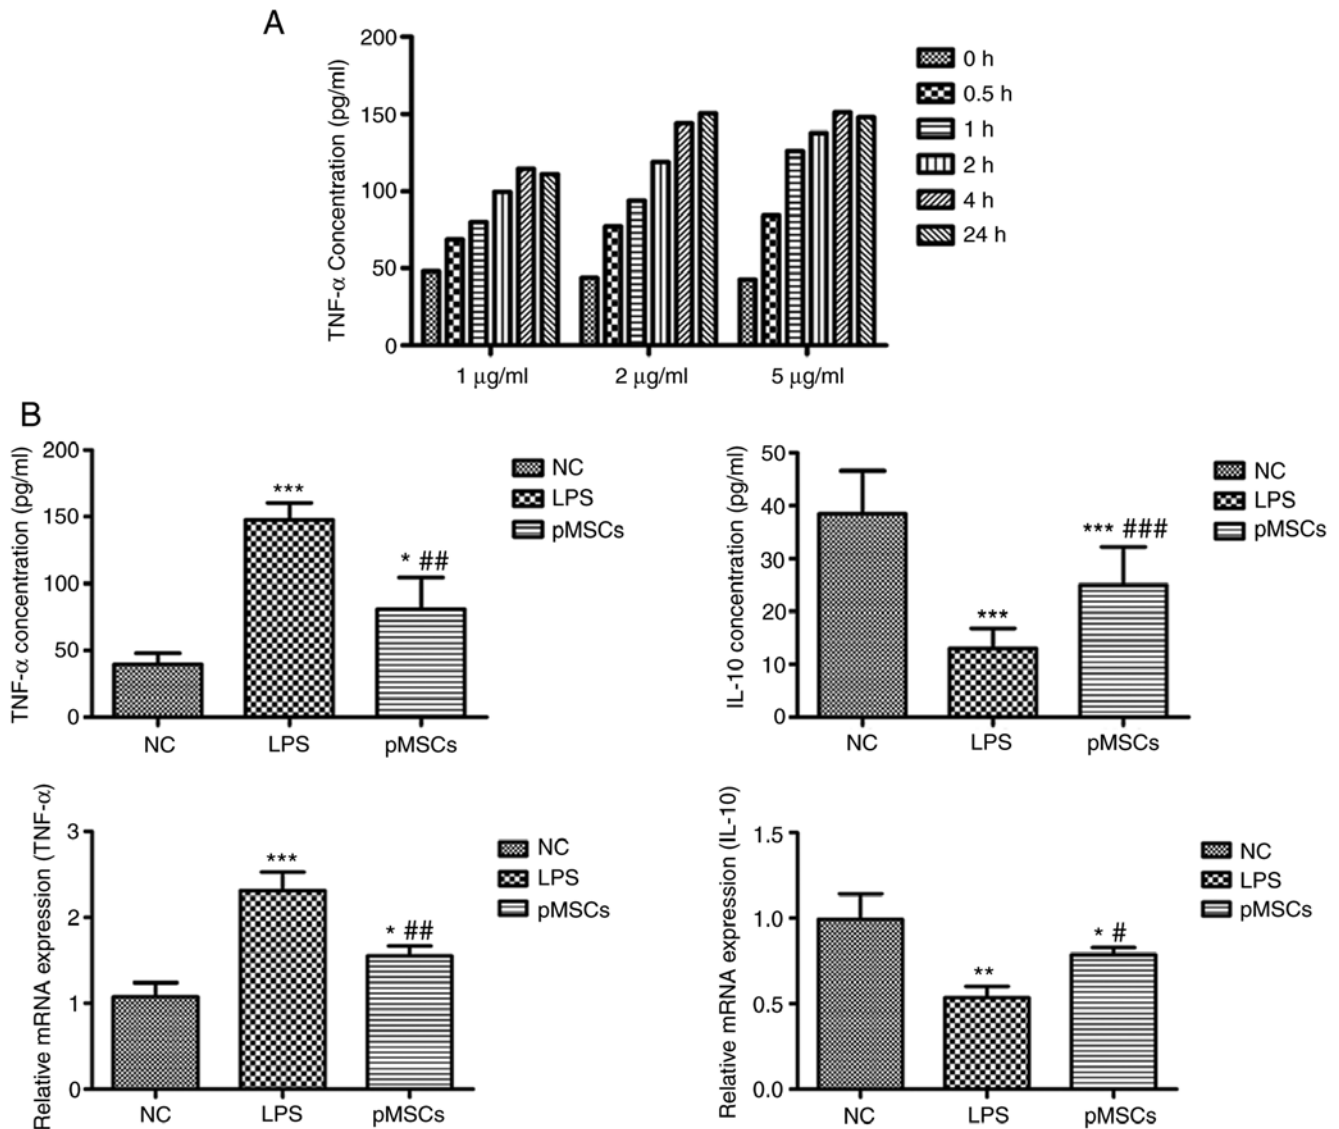 A
TNF-α Concentration (pg/ml)
200
150
100
50
0
1 μg/ml
2 μg/ml
5 μg/ml
0 h
0.5 h
1 h
2 h
4 h
24 h
B
TNF-α concentration (pg/ml)
200
150
100
50
0
***
* ##
NC
LPS
pMSCs
NC
LPS
pMSCs
IL-10 concentration (pg/ml)
50
40
30
20
10
0
***
*** ###
NC
LPS
pMSCs
NC
LPS
pMSCs
Relative mRNA expression (TNF-α)
3
2
1
0
***
* ##
NC
LPS
pMSCs
NC
LPS
pMSCs
Relative mRNA expression (IL-10)
1.5
1.0
0.5
0.0
**
* #
NC
LPS
pMSCs
NC
LPS
pMSCs